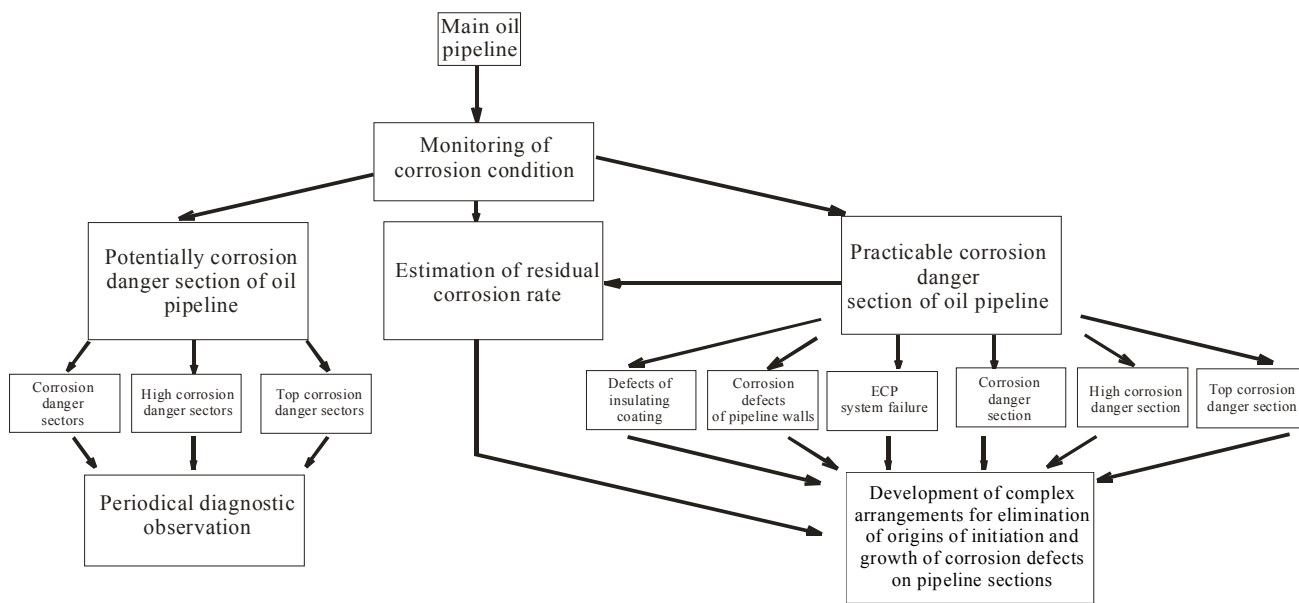 Main oil
pipeline
Monitoring of
corrosion condition
Potentially corrosion
danger section of oil
pipeline
Estimation of residual
corrosion rate
Practicable corrosion
danger
section of oil pipeline
Corrosion
danger
sectors
High corrosion
danger sectors
Top corrosion
danger sectors
Defects of
insulating
coating
Corrosion
defects
of pipeline walls
ECP
system failure
Corrosion
danger
section
High corrosion
danger section
Top corrosion
danger section
Periodical diagnostic
observation
Development of complex
arrangements for elimination
of origins of initiation and
growth of corrosion defects
on pipeline sections